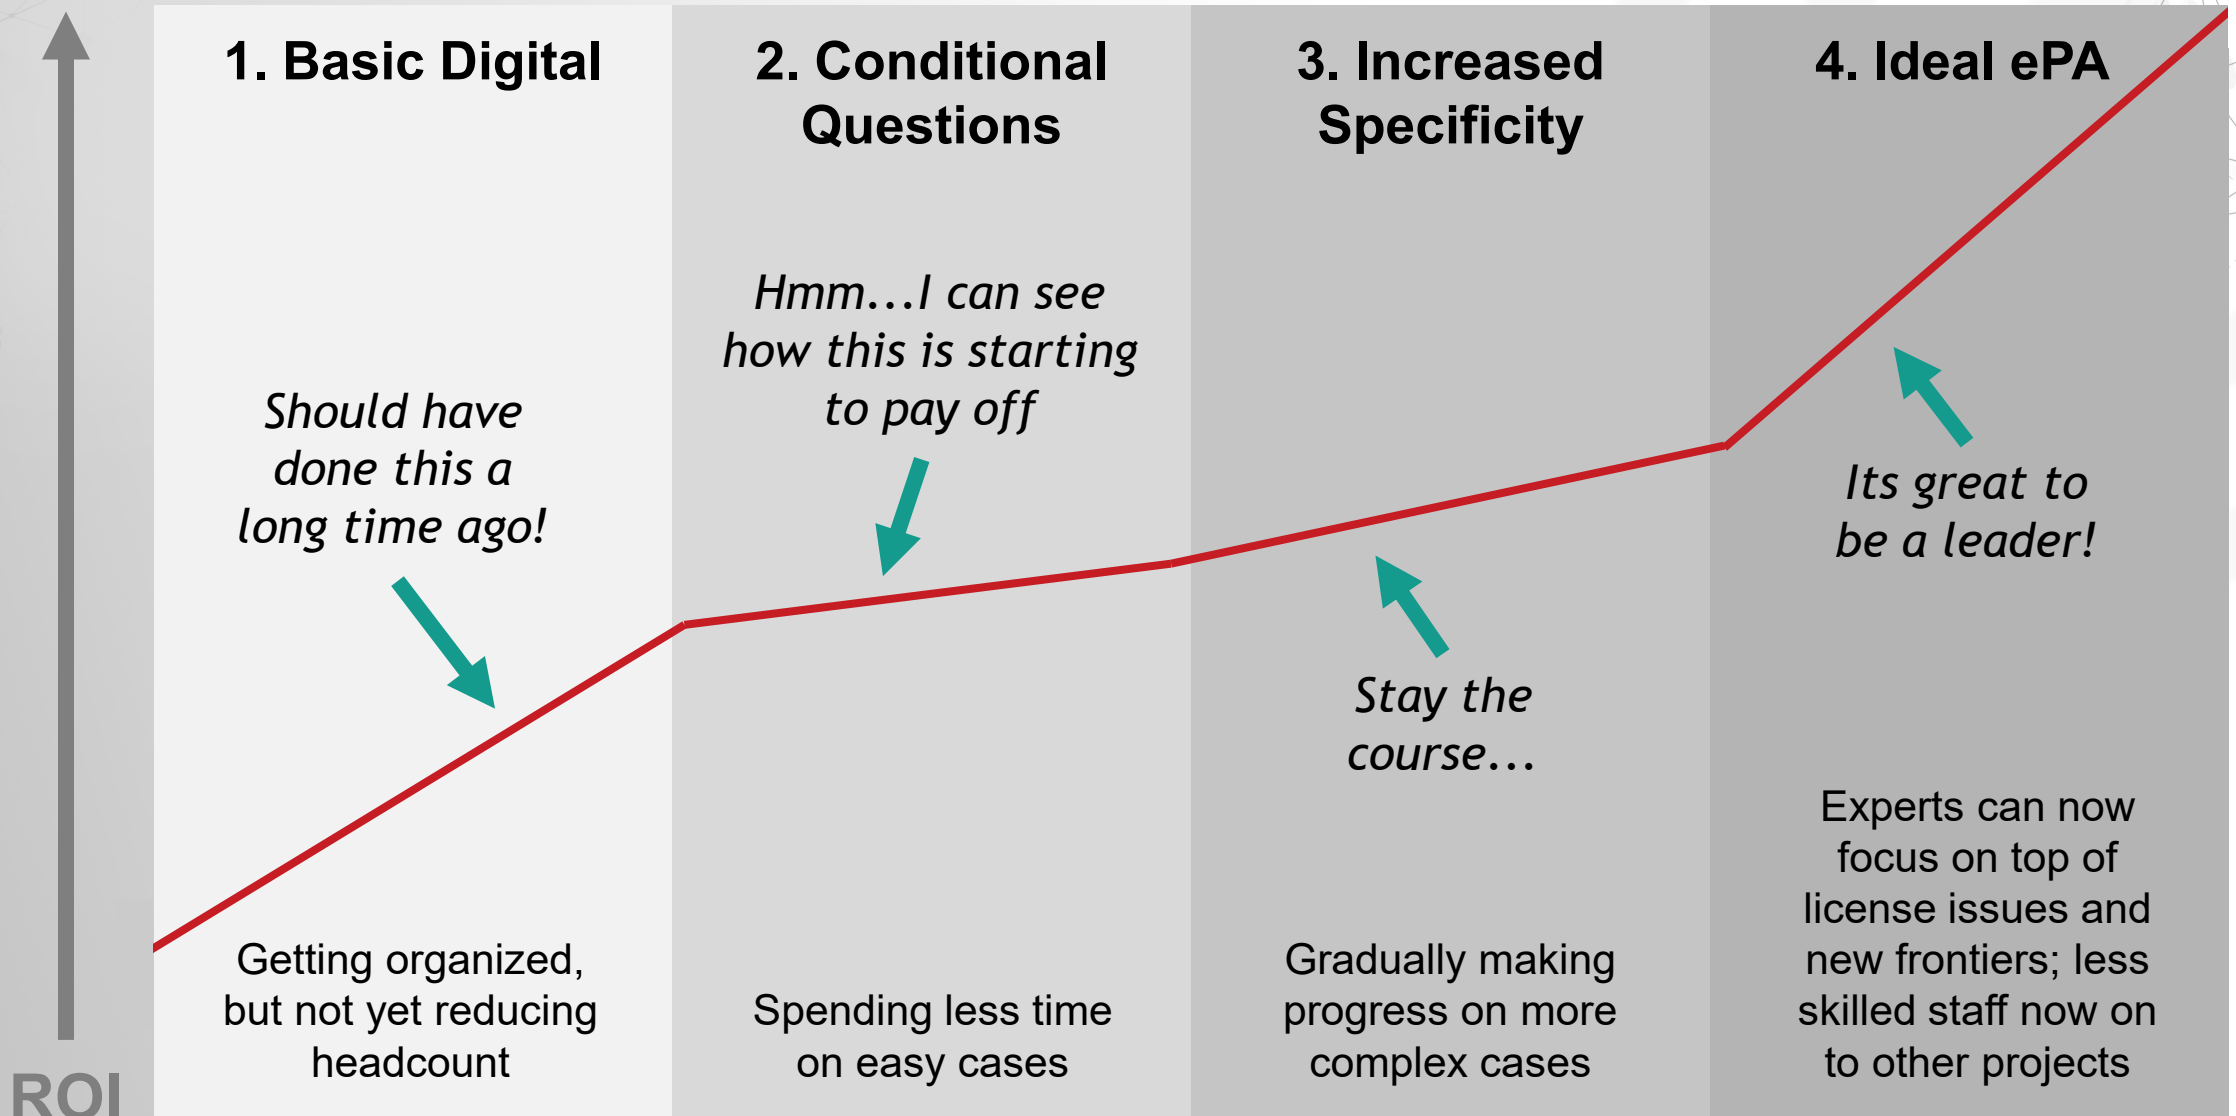 1. Basic Digital
2. Conditional
Questions
3. Increased
Specificity
4. Ideal ePA
Should have
done this a
long time ago!
Hmm...I can see
how this is starting
to pay off
Stay the
course...
Its great to
be a leader!
Getting organized,
but not yet reducing
headcount
Spending less time
on easy cases
Gradually making
progress on more
complex cases
Experts can now
focus on top of
license issues and
new frontiers; less
skilled staff now on
to other projects
ROI